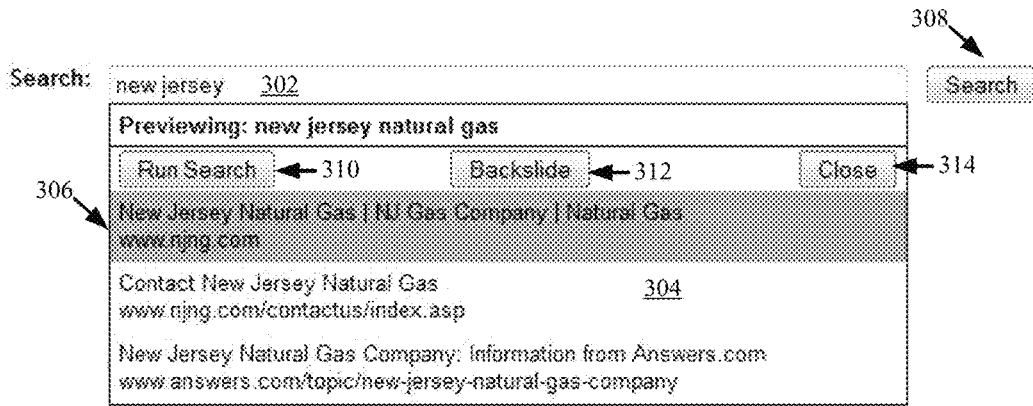 308
Search: new jersey 302 Search
Previewing: new jersey natural gas
Run Search 310 Backslide 312 Close 314
306
New Jersey Natural Gas | NJ Gas Company | Natural Gas
www.njng.com
Contact New Jersey Natural Gas 304
www.njng.com/contactus/index.asp
New Jersey Natural Gas Company: Information from Answers.com
www.answers.com/topic/new-jersey-natural-gas-company